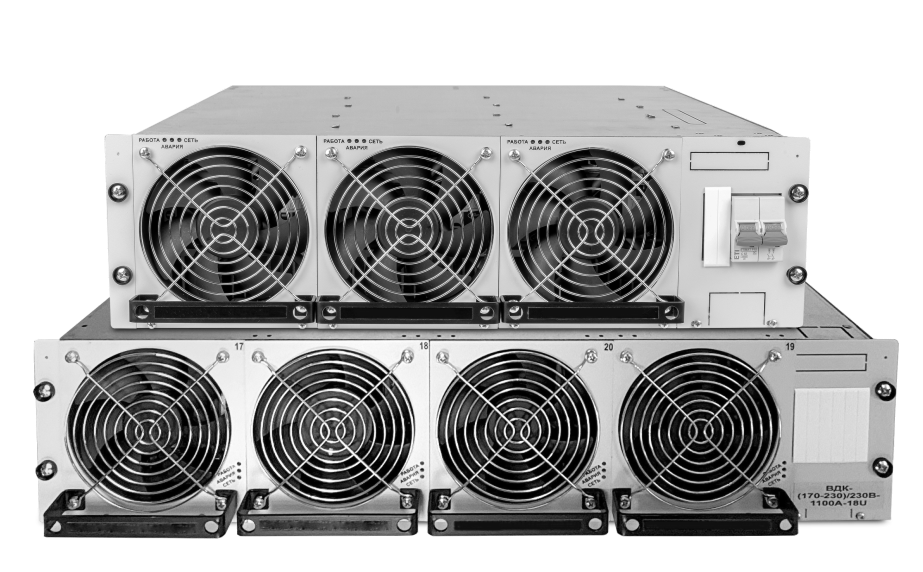 РАБОТА СЕТЬ
АВАРИЯ
РАБОТА СЕТЬ
АВАРИЯ
РАБОТА СЕТЬ
АВАРИЯ
ETI
17
18
20
19
РАБОТА
АВАРИЯ
СЕТЬ
РАБОТА
АВАРИЯ
СЕТЬ
РАБОТА
АВАРИЯ
СЕТЬ
РАБОТА
АВАРИЯ
СЕТЬ
ВДК-
(170-230)/230В-
1100А-18U